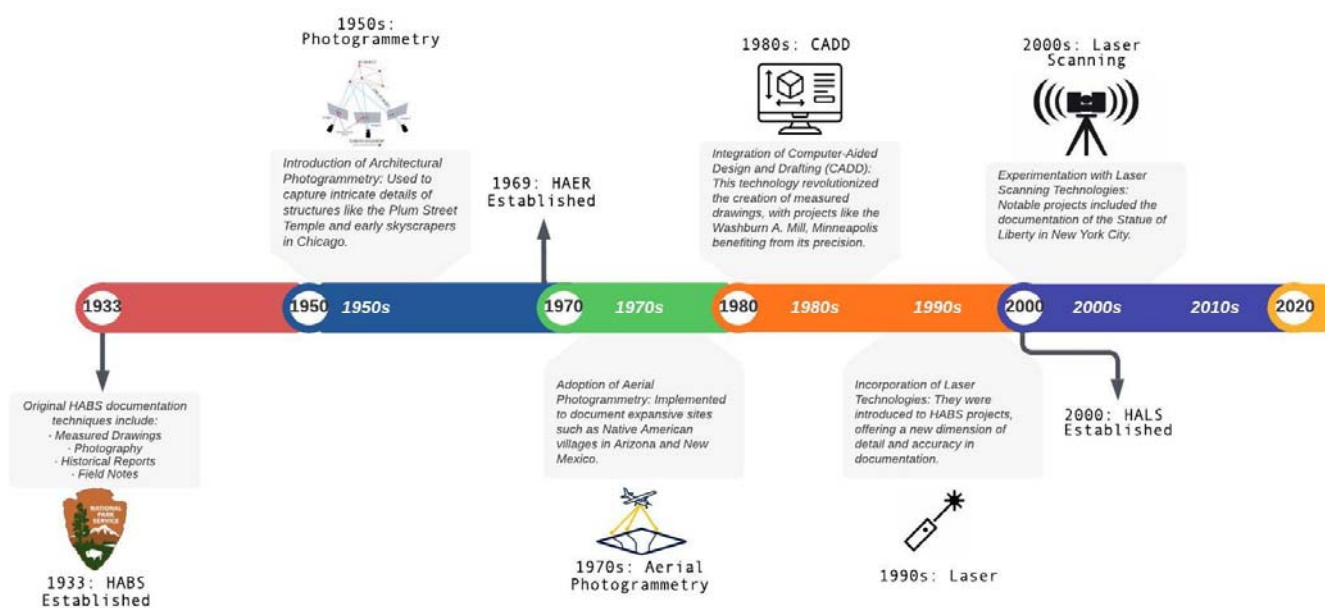 1950s:
Photogrammetry
Introduction of Architectural
Photogrammetry: Used to
capture intricate details of
structures like the Plum Street
Temple and early skyscrapers
in Chicago.
1969: HAER
Established
1980s: CADD
Integration of Computer-Aided
Design and Drafting (CADD):
This technology revolutionized
the creation of measured
drawings, with projects like the
Washburn A. Mill, Minneapolis
benefiting from its precision.
2000s: Laser
Scanning
Experimentation with Laser
Scanning Technologies:
Notable projects included the
documentation of the Statue of
Liberty in New York City.
1933
1950
1950s
1970
1970s
1980
1980s
1990s
2000
2000s
2010s
2020
Original HABS documentation
techniques include:
· Measured Drawings
· Photography
· Historical Reports
· Field Notes
NATIONAL
PARK
SERVICE
1933: HABS
Established
Adoption of Aerial
Photogrammetry: Implemented
to document expansive sites
such as Native American
villages in Arizona and New
Mexico.
1970s: Aerial
Photogrammetry
Incorporation of Laser
Technologies: They were
introduced to HABS projects,
offering a new dimension of
detail and accuracy in
documentation.
1990s: Laser
2000: HALS
Established